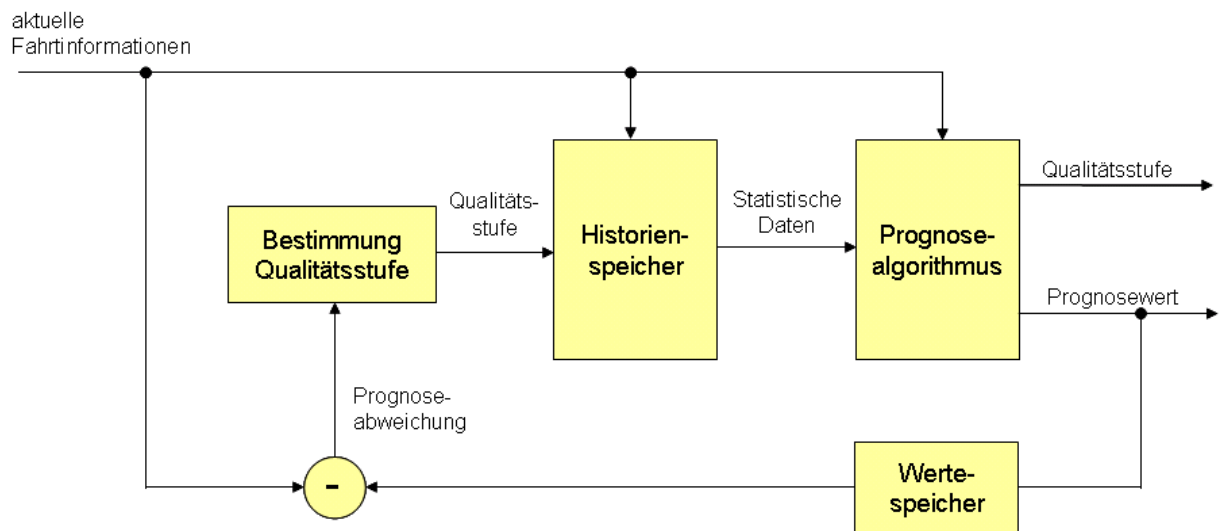 aktuelle
Fahrtinformationen
Qualitätsstufe
Qualitäts-
stufe
Statistische
Daten
Bestimmung
Qualitätsstufe
Historien-
speicher
Prognose-
algorithmus
Prognosewert
Prognose-
abweichung
-
Werte-
speicher